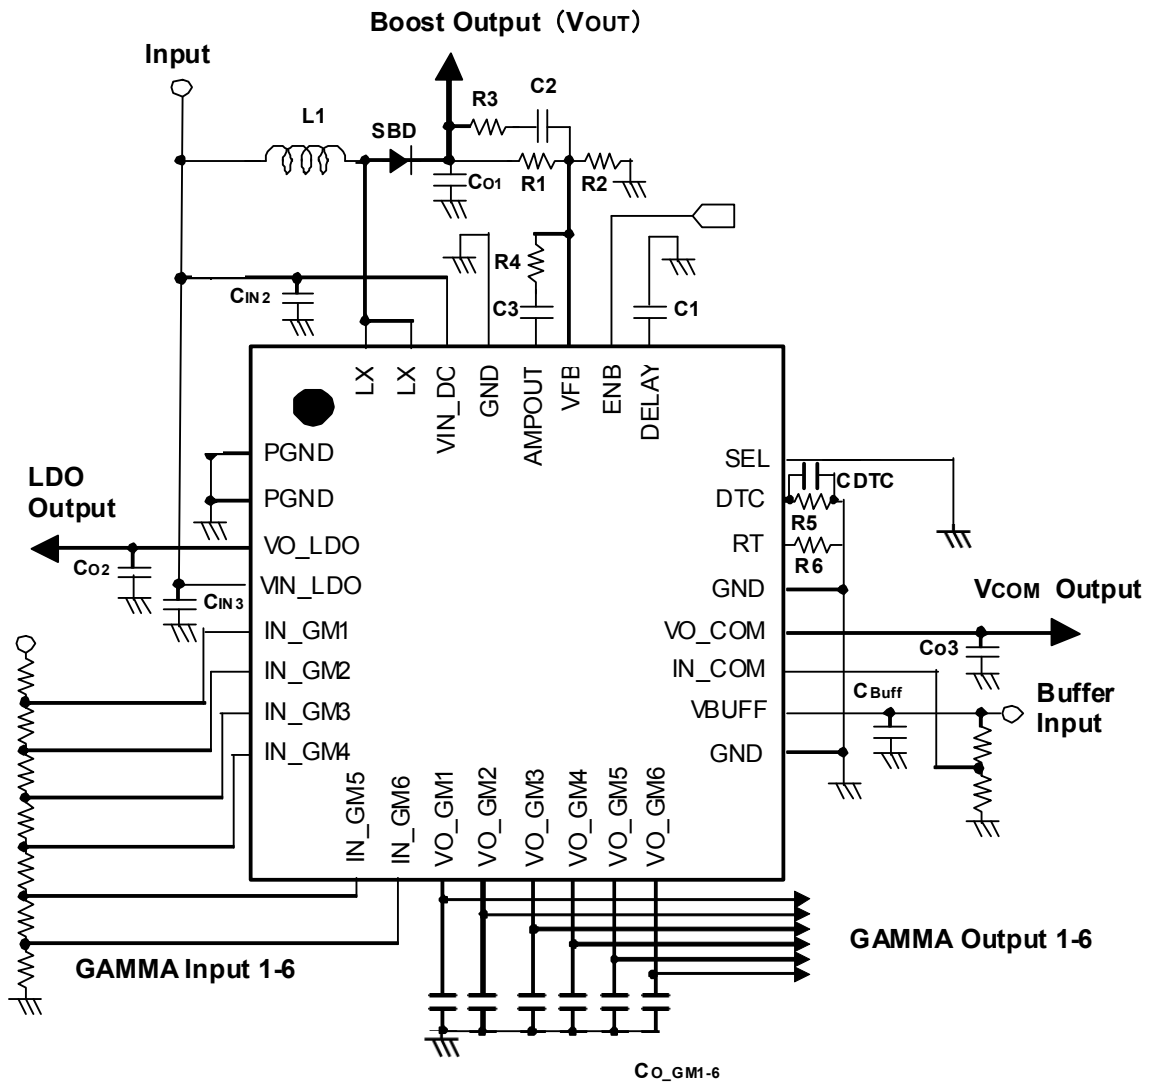 Boost Output (VOUT)
Input
R3
C2
L1
SBD
CO1
R1
R2
R4
CIN2
C3
C1
LX
LX
VIN_DC
GND
AMPOUT
VFB
ENB
DELAY
PGND
PGND
VO_LDO
VIN_LDO
IN_GM1
IN_GM2
IN_GM3
IN_GM4
IN_GM5
IN_GM6
VO_GM1
VO_GM2
VO_GM3
VO_GM4
VO_GM5
VO_GM6
SEL
DTC
RT
GND
VO_COM
IN_COM
VBUFF
GND
LDO
Output
CO2
CIN3
CDTC
R5
R6
VCOM Output
Co3
CBuff
Buffer
Input
GAMMA Input 1-6
GAMMA Output 1-6
CO_GM1-6